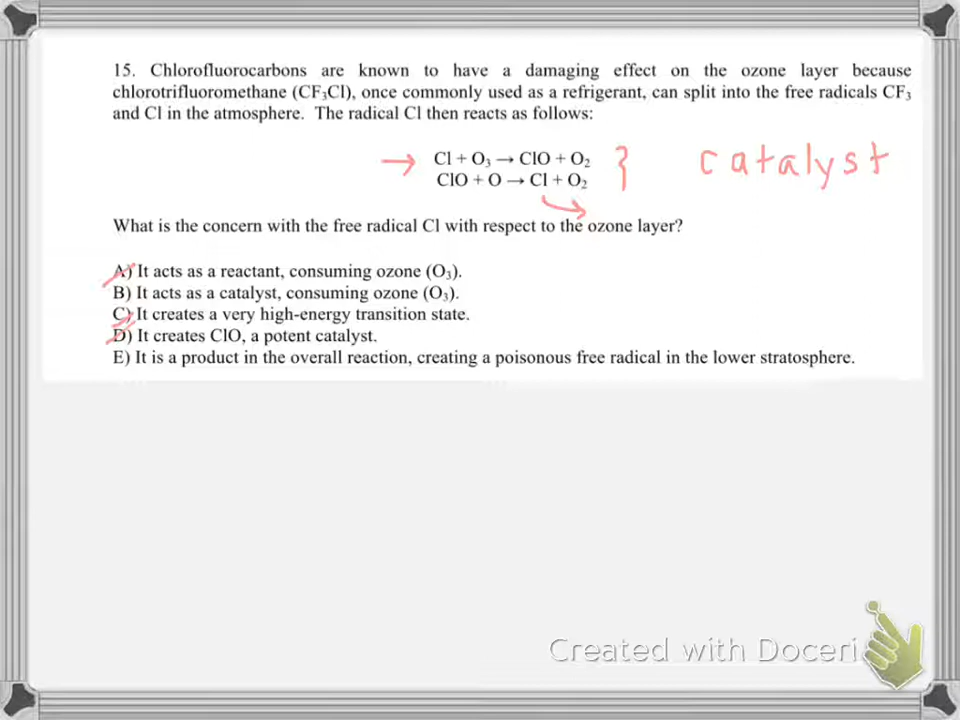 15. Chlorofluorocarbons are known to have a damaging effect on the ozone layer because
chlorotrifluoromethane (CF₃Cl), once commonly used as a refrigerant, can split into the free radicals CF₃
and Cl in the atmosphere. The radical Cl then reacts as follows:
→ Cl + O₃ → ClO + O₂ } catalyst
ClO + O → Cl + O₂
What is the concern with the free radical Cl with respect to the ozone layer?
A) It acts as a reactant, consuming ozone (O₃).
B) It acts as a catalyst, consuming ozone (O₃).
C) It creates a very high-energy transition state.
D) It creates ClO, a potent catalyst.
E) It is a product in the overall reaction, creating a poisonous free radical in the lower stratosphere.
Created with Doceri